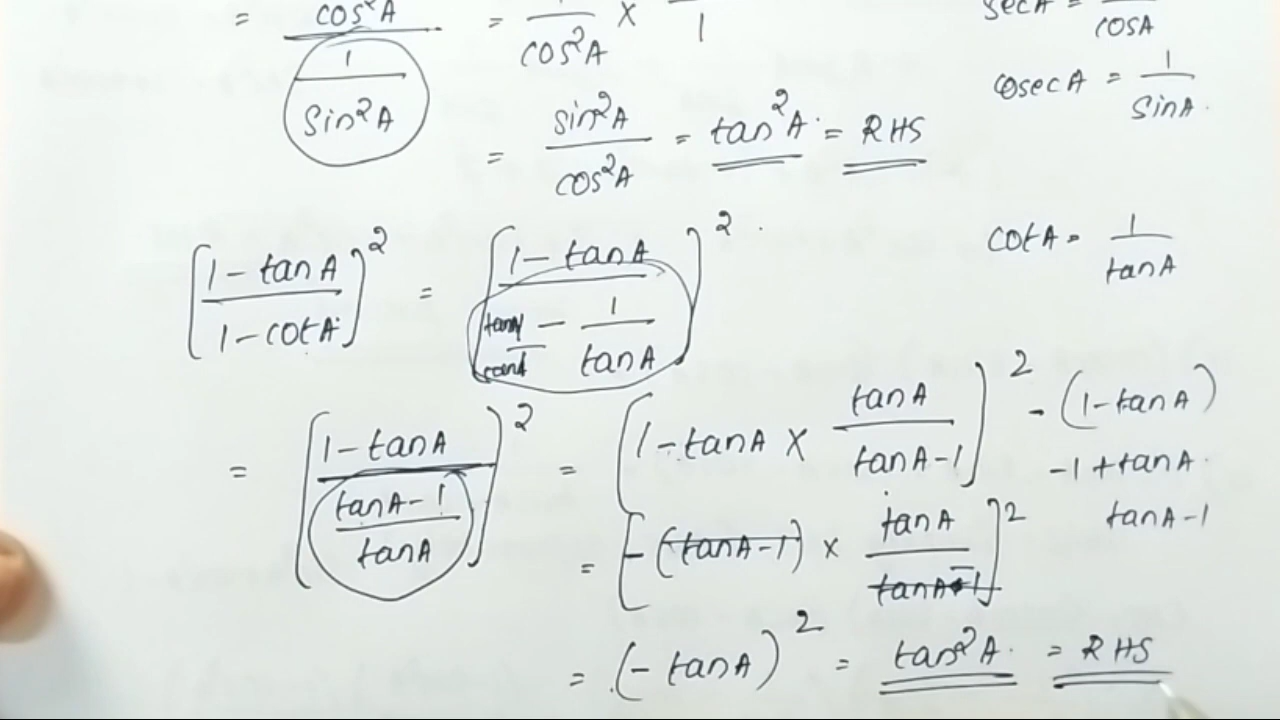 = cos²A / (1 / Sin²A) = 1 / cos²A × / 1
secA = / cosA
cosecA = 1 / SinA
= sin²A / cos²A = tan²A = RHS
[(1 - tanA) / (1 - cotA)]² = [(1 - tanA) / (tanA / tanA - 1 / tanA)]²
cotA = 1 / tanA
= [(1 - tanA) / ((tanA - 1) / tanA)]² = [1 - tanA × tanA / (tanA - 1)]²
- (1 - tanA)
-1 + tanA
tanA - 1
= [-(tanA - 1) × tanA / (tanA - 1)]²
= (- tanA)² = tan²A = RHS